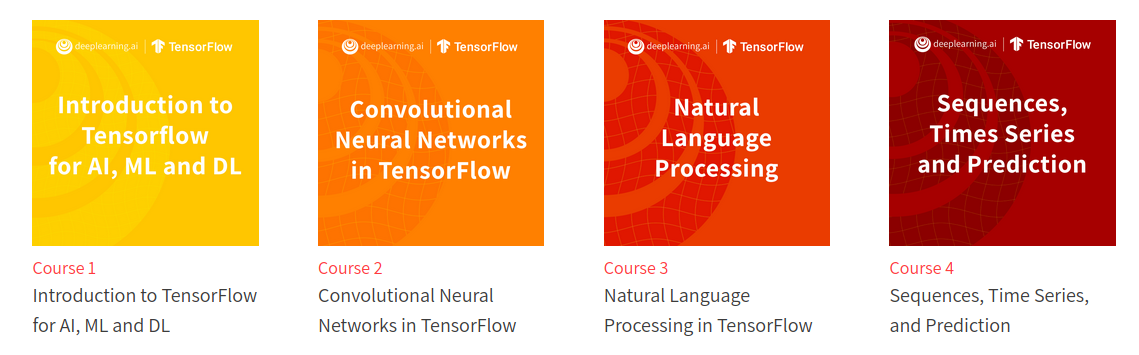 deeplearning.ai | TensorFlow
Introduction to
Tensorflow
for AI, ML and DL
Course 1
Introduction to TensorFlow
for AI, ML and DL
deeplearning.ai | TensorFlow
Convolutional
Neural Networks
in TensorFlow
Course 2
Convolutional Neural
Networks in TensorFlow
deeplearning.ai | TensorFlow
Natural
Language
Processing
Course 3
Natural Language
Processing in TensorFlow
deeplearning.ai | TensorFlow
Sequences,
Times Series
and Prediction
Course 4
Sequences, Time Series,
and Prediction